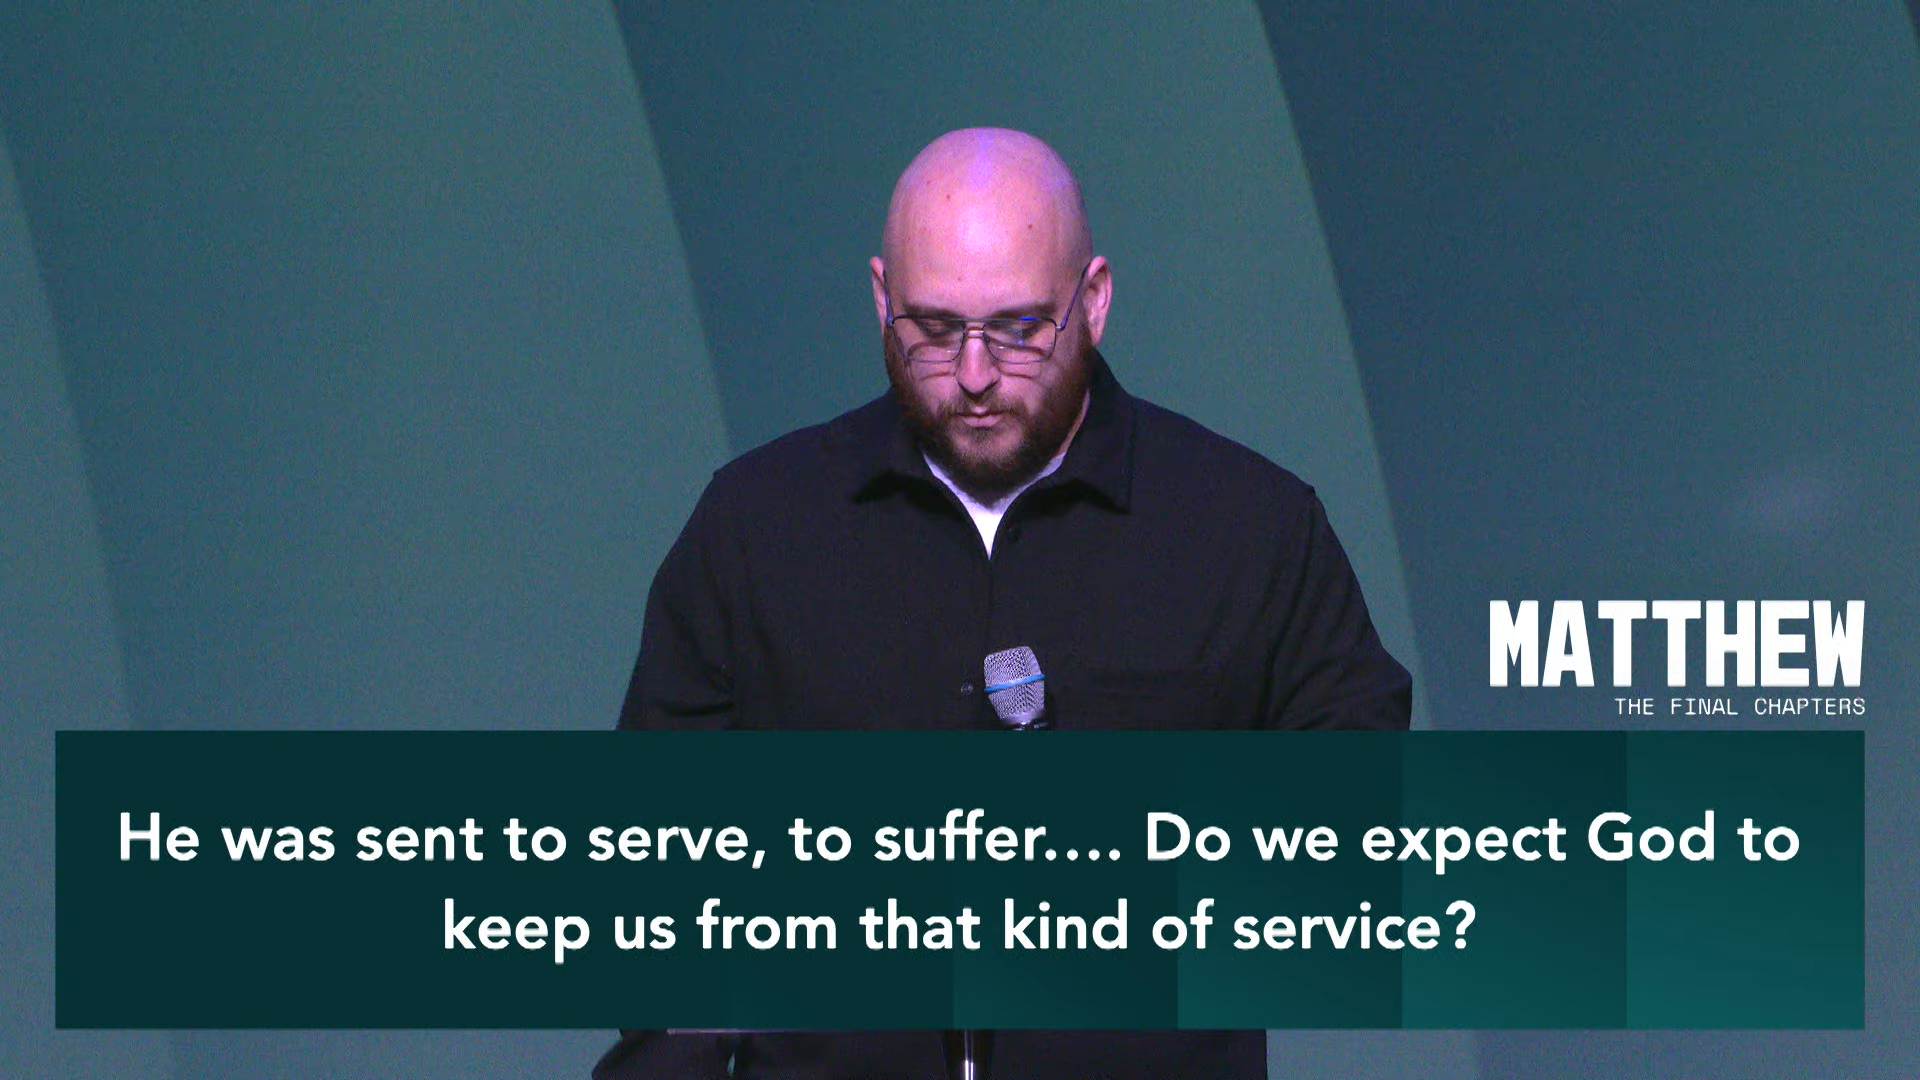 MATTHEW
THE FINAL CHAPTERS
He was sent to serve, to suffer.... Do we expect God to
keep us from that kind of service?